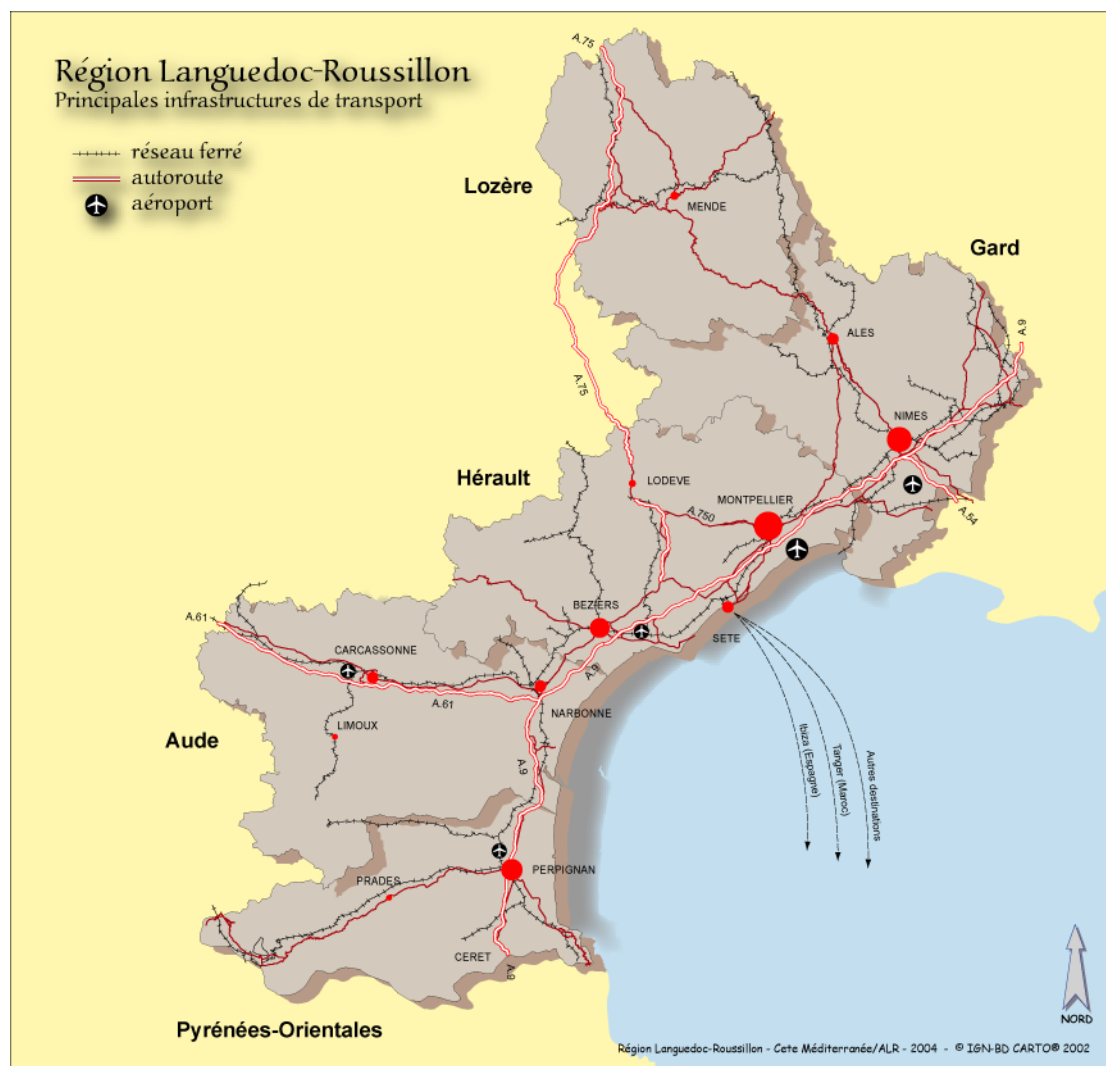 Région Languedoc-Roussillon
Principales infrastructures de transport
réseau ferré
autoroute
aéroport
A.75
Lozère
MENDE
Gard
ALES
A.9
A.75
NIMES
Hérault
LODEVE
MONTPELLIER
A.750
A.54
BEZIERS
SETE
A.61
CARCASSONNE
A.9
A.61
NARBONNE
LIMOUX
Aude
A.9
Ibiza (Espagne)
Tanger (Maroc)
Autres destinations
PERPIGNAN
PRADES
CERET
A.9
NORD
Pyrénées-Orientales
Région Languedoc-Roussillon - Cete Méditerranée/ALR - 2004 - © IGN-BD CARTO® 2002